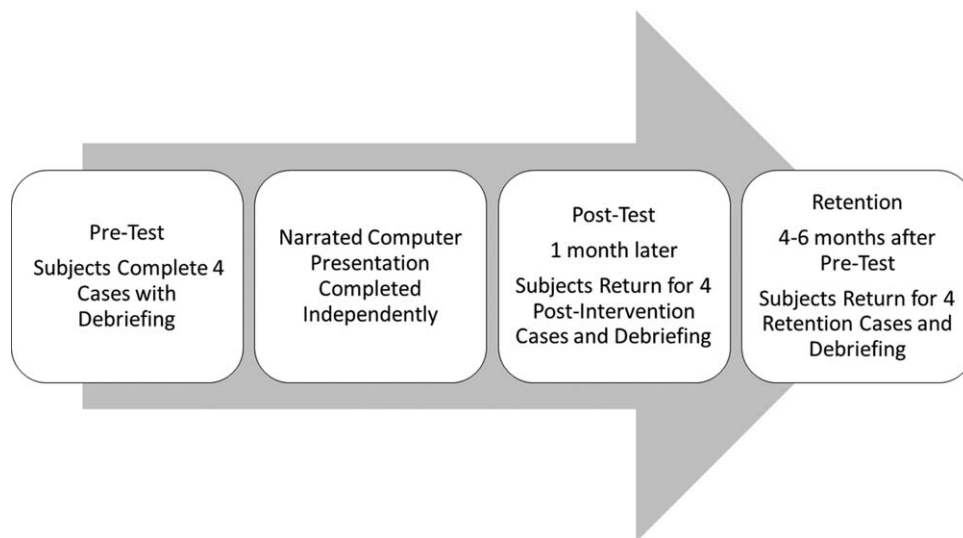 Pre-Test
Subjects Complete 4
Cases with
Debriefing
Narrated Computer
Presentation
Completed
Independently
Post-Test
1 month later
Subjects Return for 4
Post-Intervention
Cases and Debriefing
Retention
4-6 months after
Pre-Test
Subjects Return for 4
Retention Cases and
Debriefing